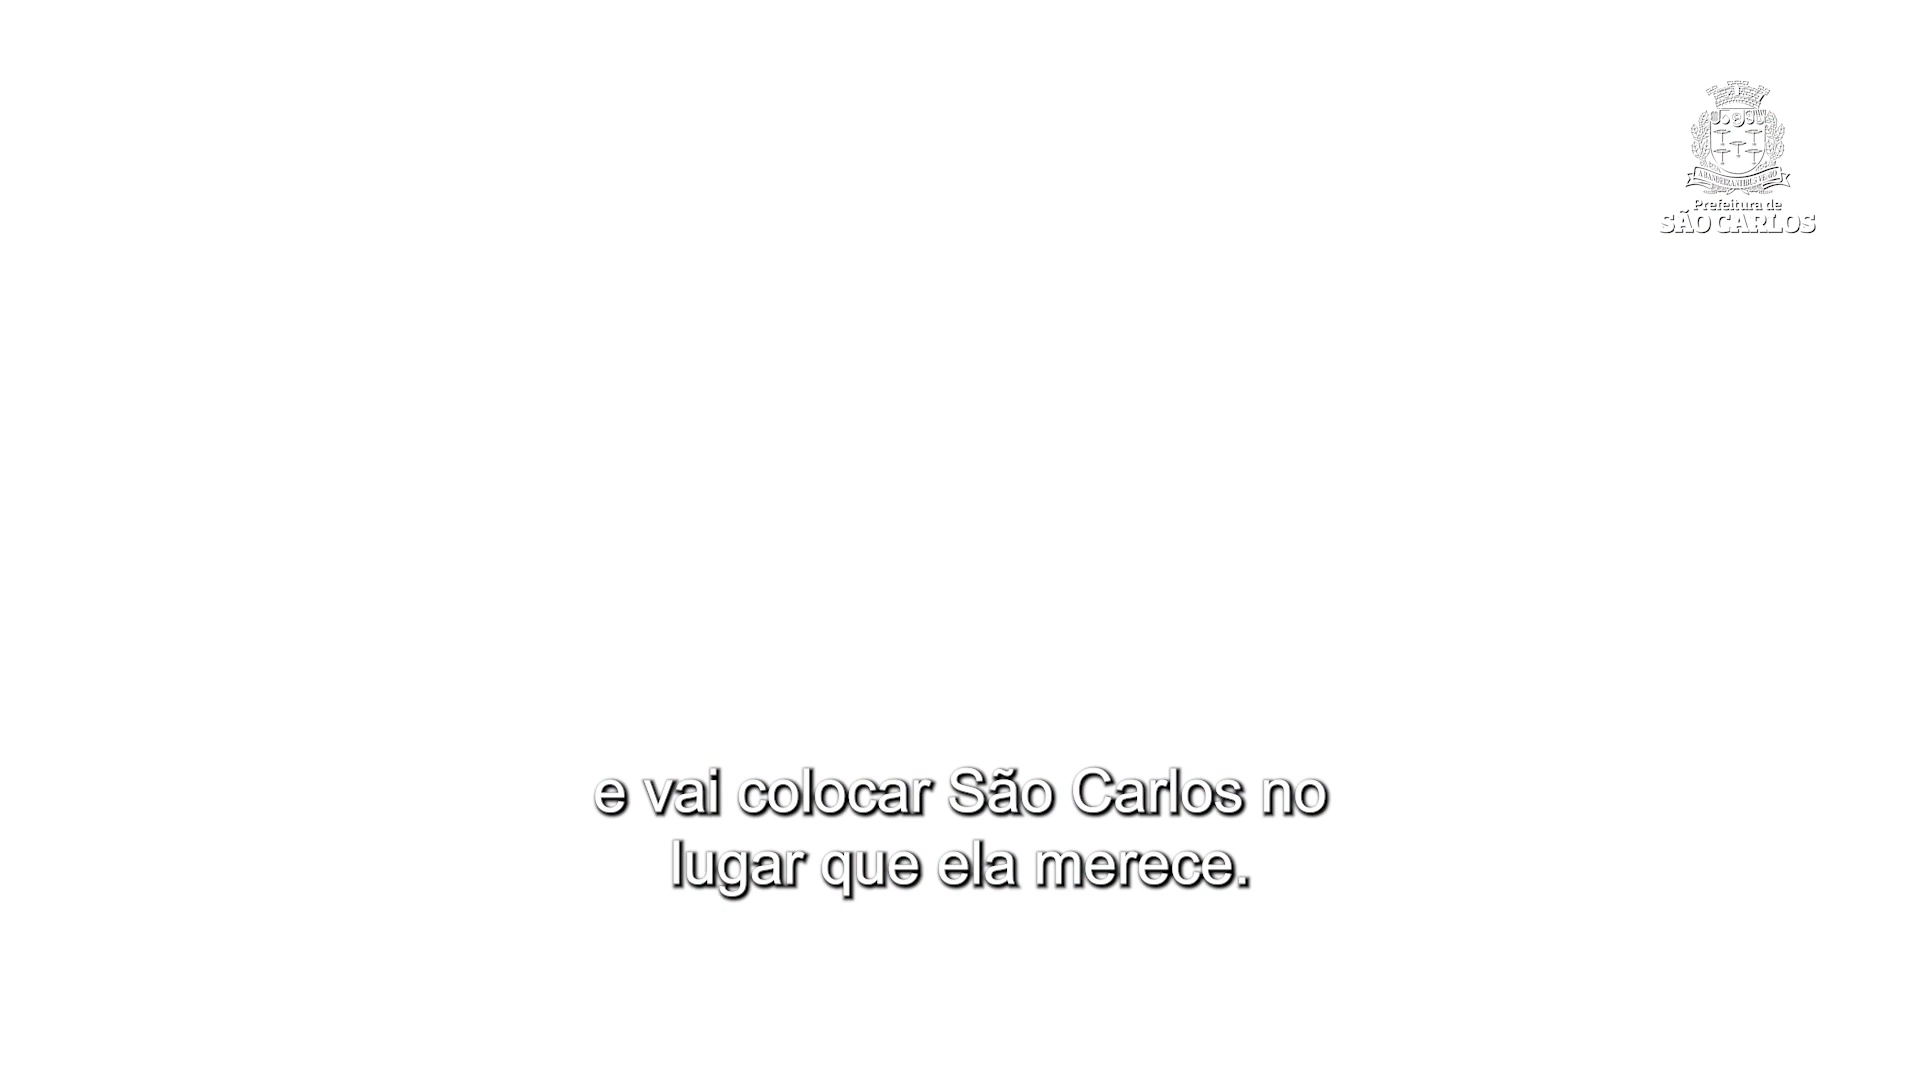 Prefeitura de
SÃO CARLOS
e vai colocar São Carlos no
lugar que ela merece.